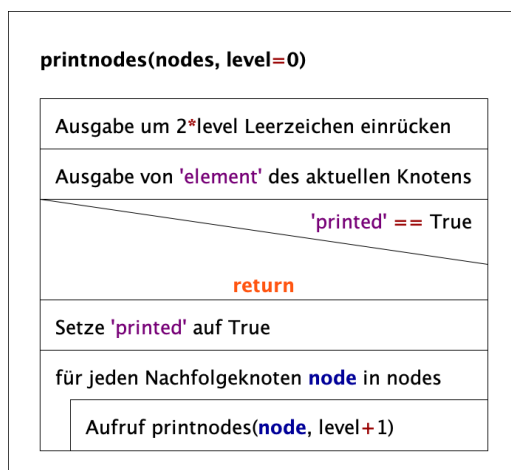 printnodes(nodes, level=0)
Ausgabe um 2*level Leerzeichen einrücken
Ausgabe von 'element' des aktuellen Knotens
'printed' == True
return
Setze 'printed' auf True
für jeden Nachfolgeknoten node in nodes
Aufruf printnodes(node, level+1)